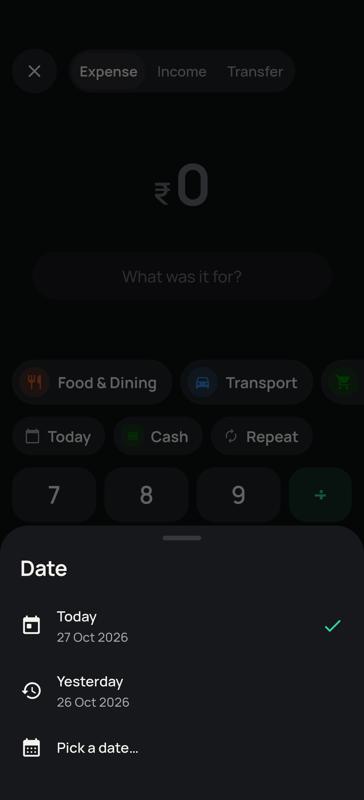 Expense Income Transfer
₹0
What was it for?
Food & Dining Transport
Today Cash Repeat
7 8 9 ÷
Date
Today
27 Oct 2026
Yesterday
26 Oct 2026
Pick a date...